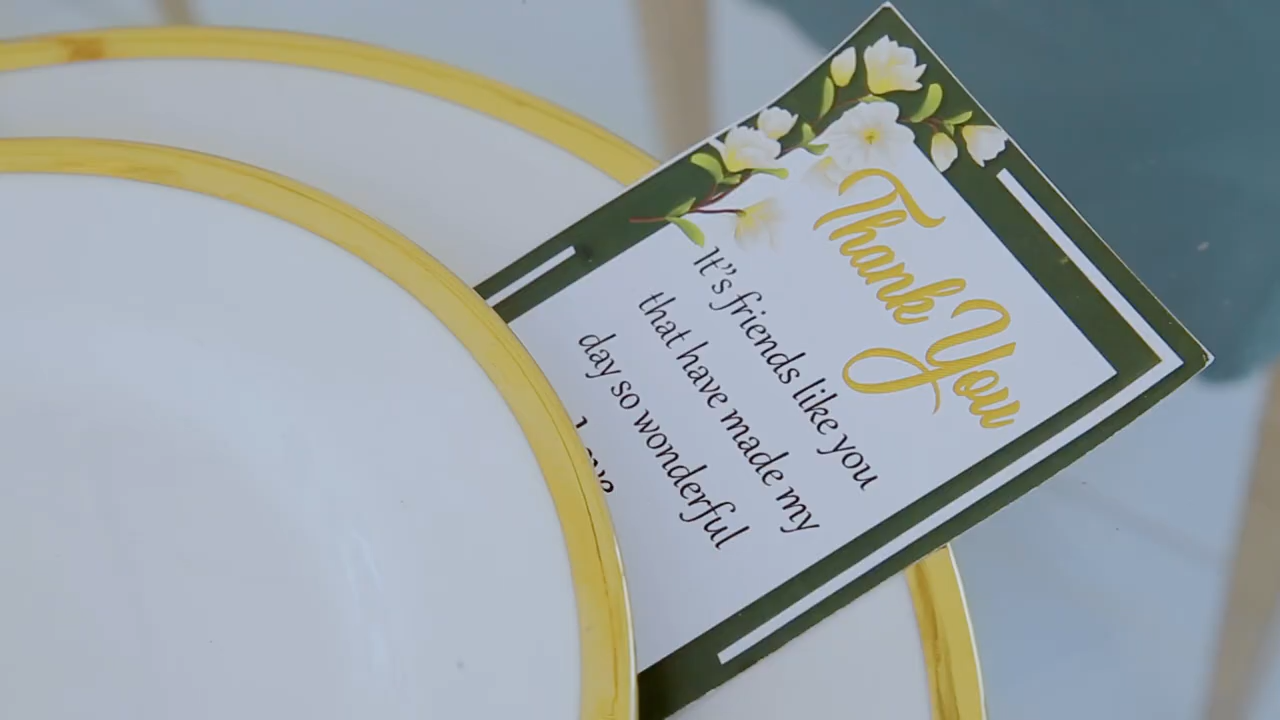 Thank You
It"s friends like you
that have made my
day so wonderful